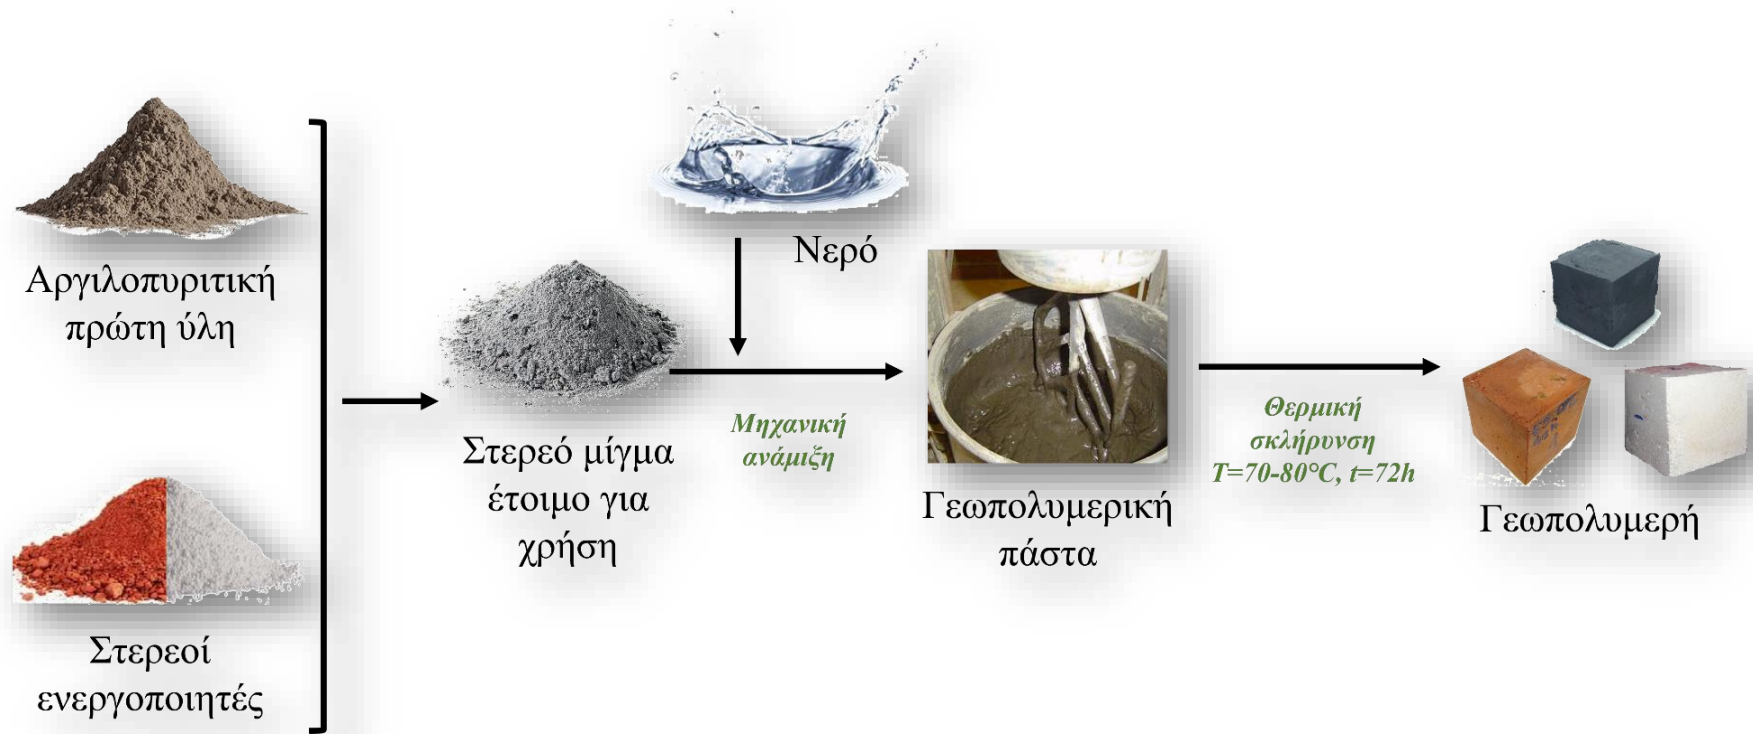 Αργιλοπυριτική
πρώτη ύλη
Στερεοί
ενεργοποιητές
Στερεό μίγμα
έτοιμο για
χρήση
Νερό
Μηχανική
ανάμιξη
Γεωπολυμερική
πάστα
Θερμική
σκλήρυνση
T=70-80°C, t=72h
Γεωπολυμερή